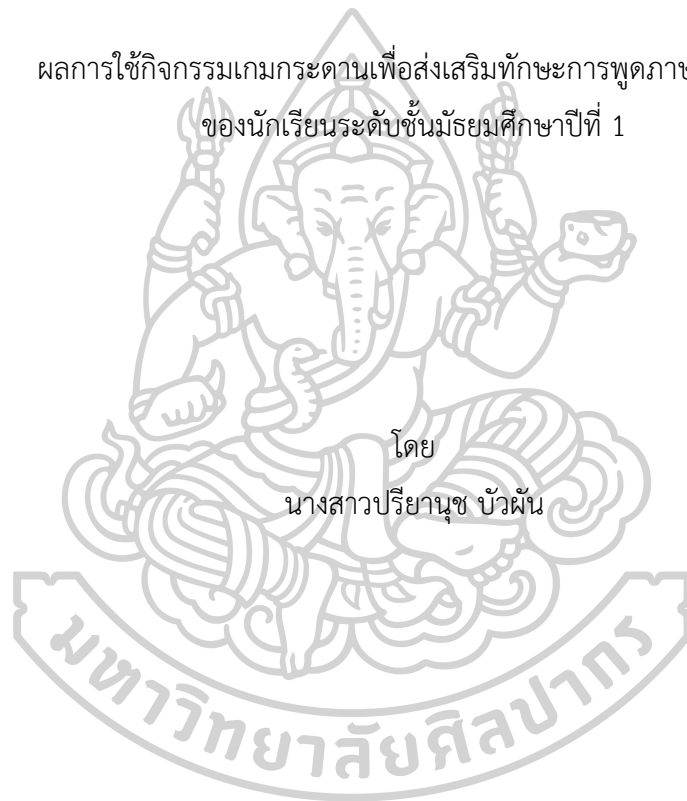 ผลการใช้กิจกรรมเกมกระดานเพื่อส่งเสริมทักษะการพูด
ของนักเรียนระดับชั้นมัธยมศึกษาปีที่ 1
โดย
นางสาวปรียานุช บัวผัน
มหาวิทยาลัยศิลปากร